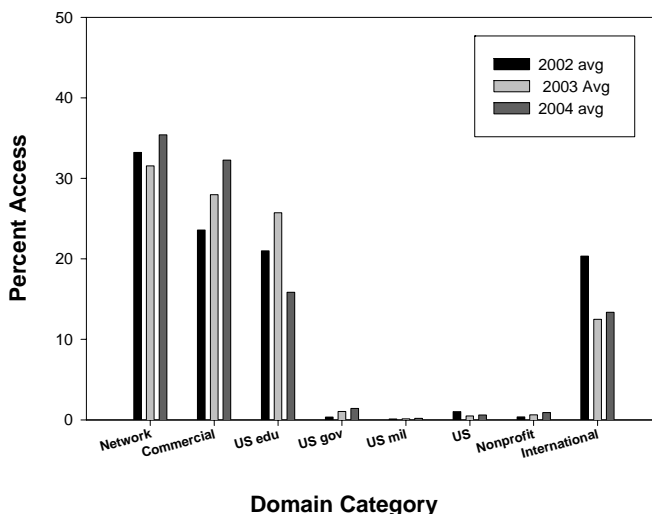 50
40
30
20
10
0
Percent Access
2002 avg
2003 Avg
2004 avg
Network
Commercial
US edu
US gov
US mil
US
Nonprofit
International
Domain Category